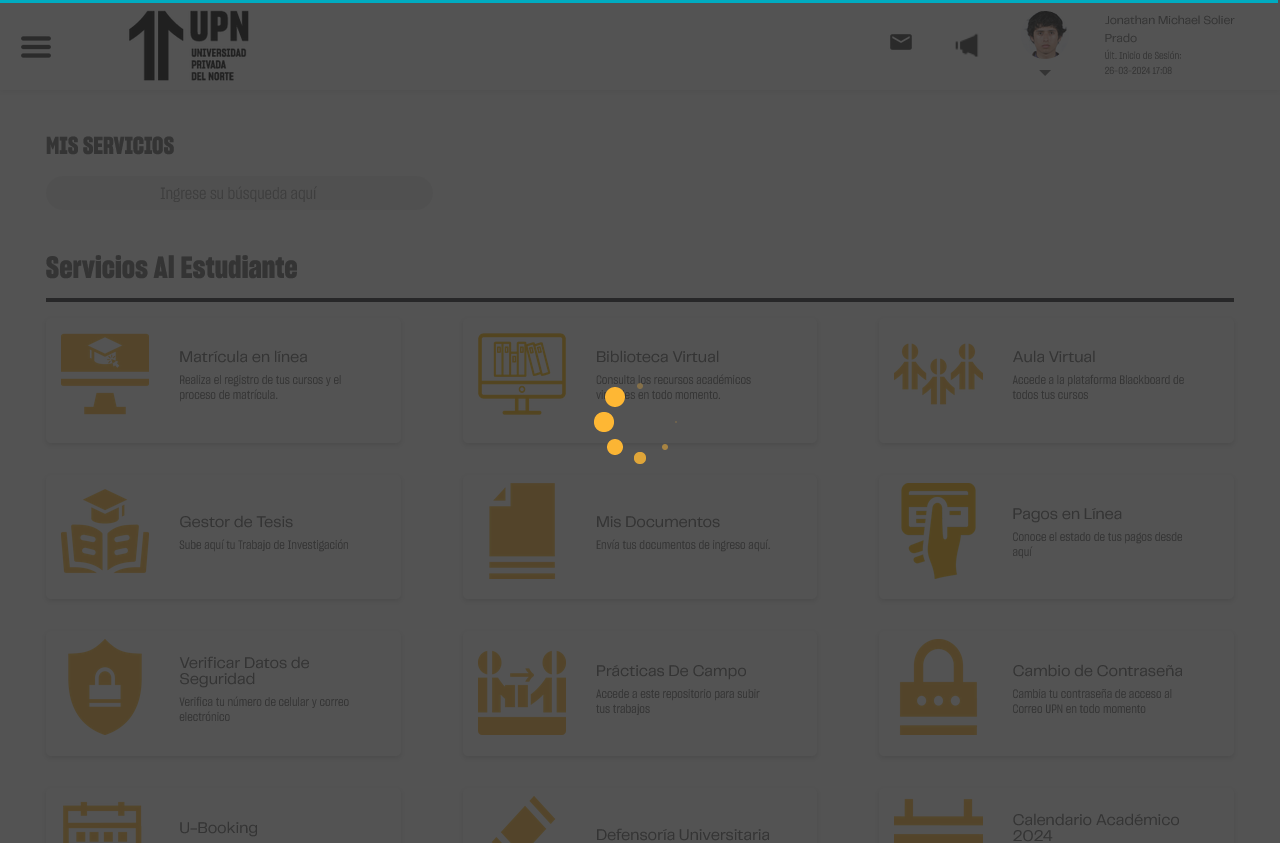 UPN
UNIVERSIDAD
PRIVADA
DEL NORTE
Jonathan Michael Solier
Prado
Últ. Inicio de Sesión:
26-03-2024 17:08
MIS SERVICIOS
Ingrese su búsqueda aquí
Servicios Al Estudiante
Matrícula en línea
Realiza el registro de tus cursos y el
proceso de matrícula.
Biblioteca Virtual
Consulta los recursos académicos
en todo momento.
Aula Virtual
Accede a la plataforma Blackboard de
todos tus cursos
Gestor de Tesis
Sube aquí tu Trabajo de Investigación
Mis Documentos
Envía tus documentos de ingreso aquí.
Pagos en Línea
Conoce el estado de tus pagos desde
aquí
Verificar Datos de
Seguridad
Verifica tu número de celular y correo
electrónico
Prácticas De Campo
Accede a este repositorio para subir
tus trabajos
Cambio de Contraseña
Cambia tu contraseña de acceso al
Correo UPN en todo momento
U-Booking
Defensoría Universitaria
Calendario Académico
2024